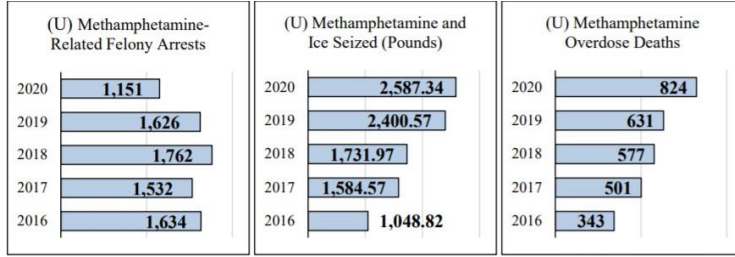 (U) Methamphetamine-
Related Felony Arrests
2020 1,151
2019 1,626
2018 1,762
2017 1,532
2016 1,634
(U) Methamphetamine and
Ice Seized (Pounds)
2020 2,587.34
2019 2,400.57
2018 1,731.97
2017 1,584.57
2016 1,048.82
(U) Methamphetamine
Overdose Deaths
2020 824
2019 631
2018 577
2017 501
2016 343